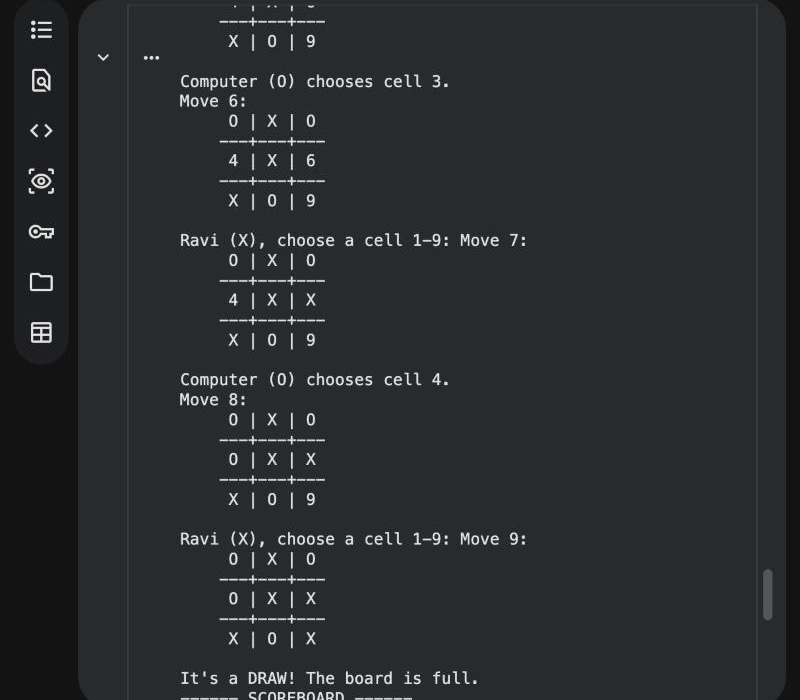 ---+---+---
X | O | 9
Computer (O) chooses cell 3.
Move 6:
O | X | O
---+---+---
4 | X | 6
---+---+---
X | O | 9
Ravi (X), choose a cell 1-9: Move 7:
O | X | O
---+---+---
4 | X | X
---+---+---
X | O | 9
Computer (O) chooses cell 4.
Move 8:
O | X | O
---+---+---
O | X | X
---+---+---
X | O | 9
Ravi (X), choose a cell 1-9: Move 9:
O | X | O
---+---+---
O | X | X
---+---+---
X | O | X
It's a DRAW! The board is full.
====== SCOREBOARD ======